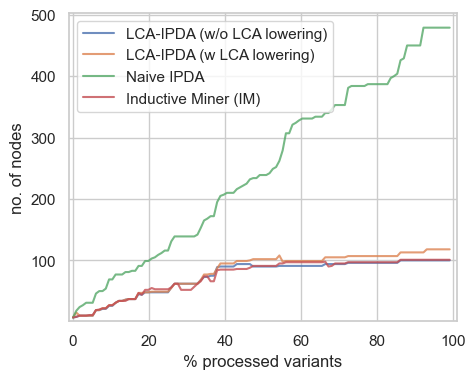 500
400
300
200
100
no. of nodes
LCA-IPDA (w/o LCA lowering)
LCA-IPDA (w LCA lowering)
Naive IPDA
Inductive Miner (IM)
0 20 40 60 80 100
% processed variants